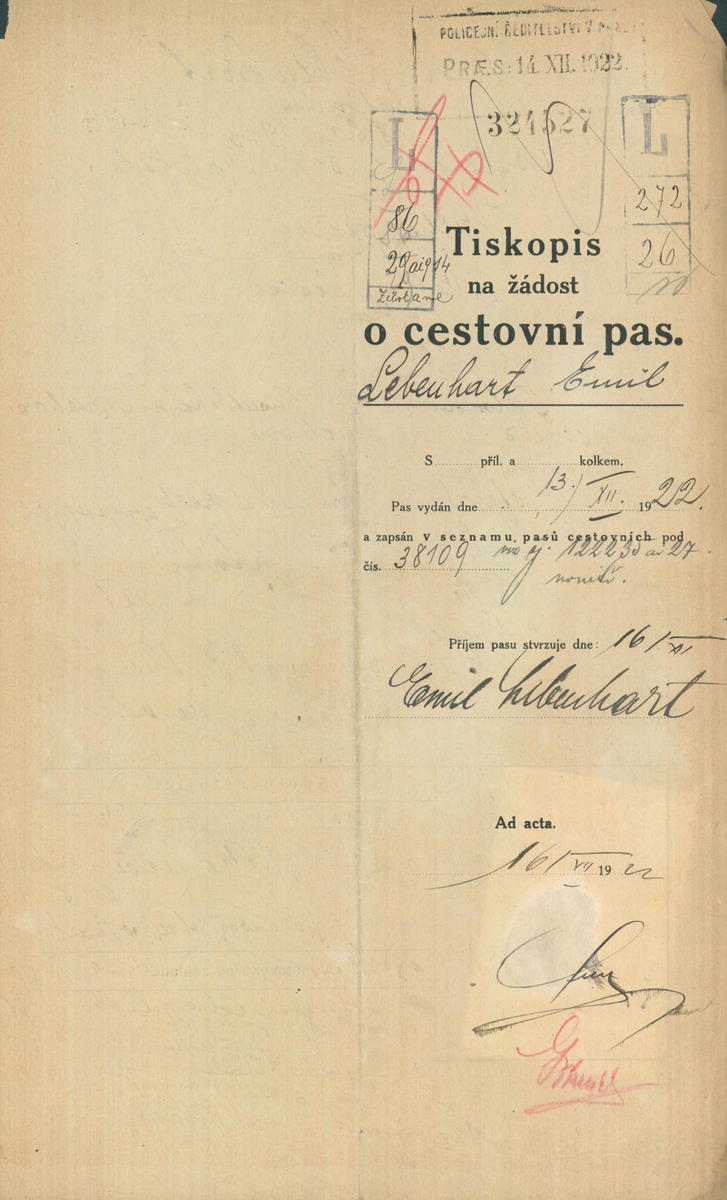 POLICEJNÍ ŘEDITELSTVÍ V
PRÆS: 14. XII. 1922.
324527
L
86
L
272
26
Tiskopis
na žádost
o cestovní pas.
Lebenhart Emil
S příl. a kolkem.
Pas vydán dne 13./XII. 1922.
a zapsán v seznamu pasů cestovních pod
čís. 38109
Příjem pasu stvrzuje dne: 16/XII
Emil Lebenhart
Ad acta.
16/XII 1922